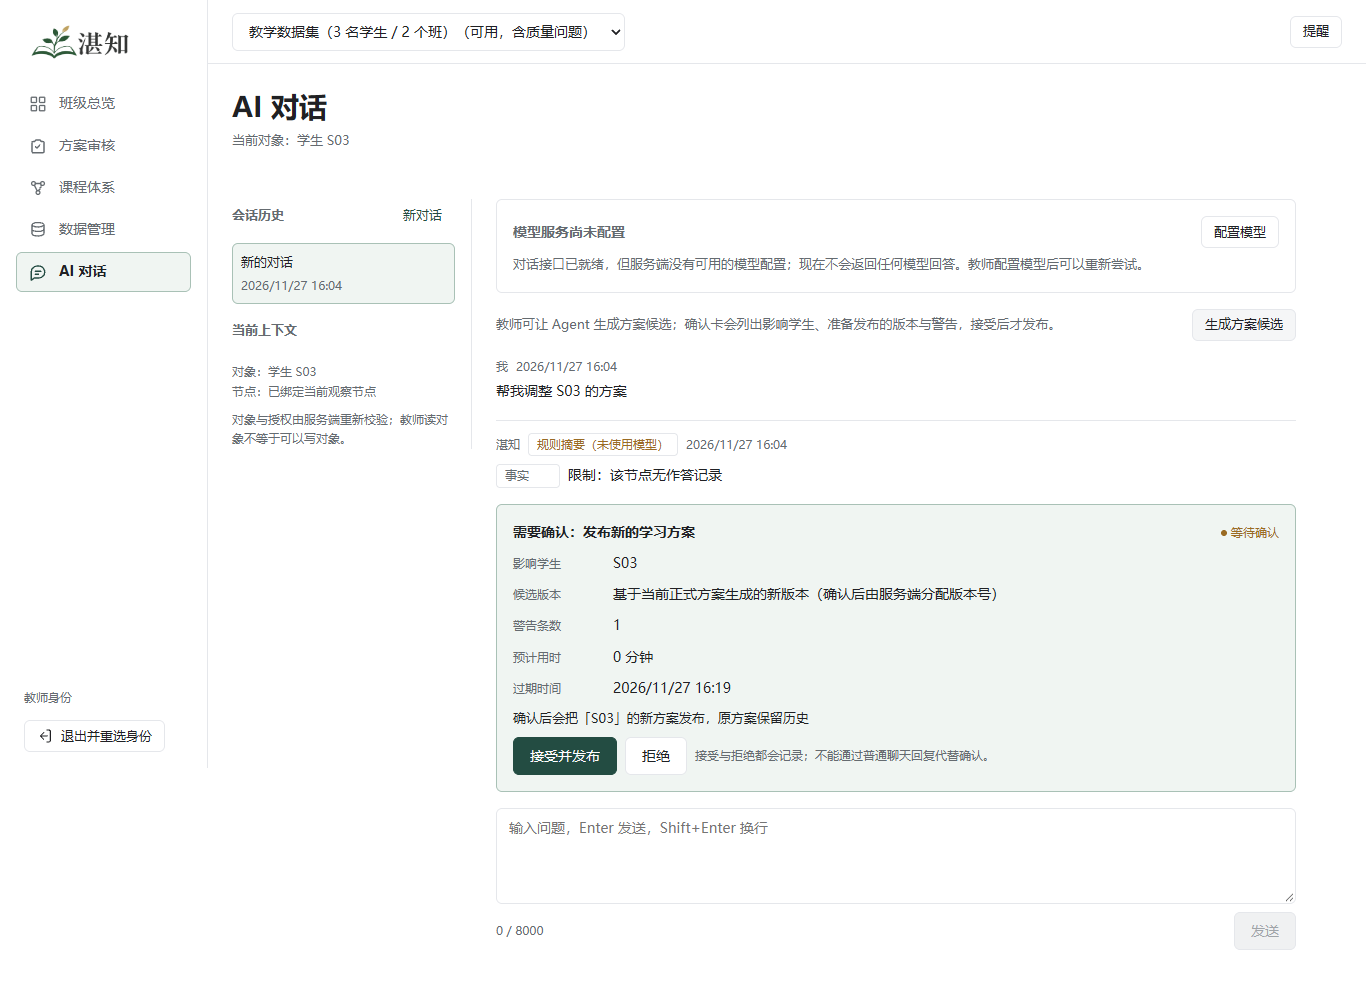 湛知
教学数据集（3 名学生 / 2 个班）（可用，含质量问题）
提醒
班级总览
方案审核
课程体系
数据管理
AI 对话
教师身份
退出并重选身份
AI 对话
当前对象：学生 S03
会话历史
新对话
新的对话
2026/11/27 16:04
当前上下文
对象：学生 S03
节点：已绑定当前观察节点
对象与授权由服务端重新校验；教师读对
象不等于可以写对象。
模型服务尚未配置
配置模型
对话接口已就绪，但服务端没有可用的模型配置；现在不会返回任何模型回答。教师配置模型后可以重新尝试。
教师可让 Agent 生成方案候选；确认卡会列出影响学生、准备发布的版本与警告，接受后才发布。
生成方案候选
我 2026/11/27 16:04
帮我调整 S03 的方案
湛知 规则摘要（未使用模型） 2026/11/27 16:04
事实 限制：该节点无作答记录
需要确认：发布新的学习方案
等待确认
影响学生 S03
候选版本 基于当前正式方案生成的新版本（确认后由服务端分配版本号）
警告条数 1
预计用时 0 分钟
过期时间 2026/11/27 16:19
确认后会把「S03」的新方案发布，原方案保留历史
接受并发布 拒绝 接受与拒绝都会记录；不能通过普通聊天回复代替确认。
输入问题，Enter 发送，Shift+Enter 换行
0 / 8000
发送